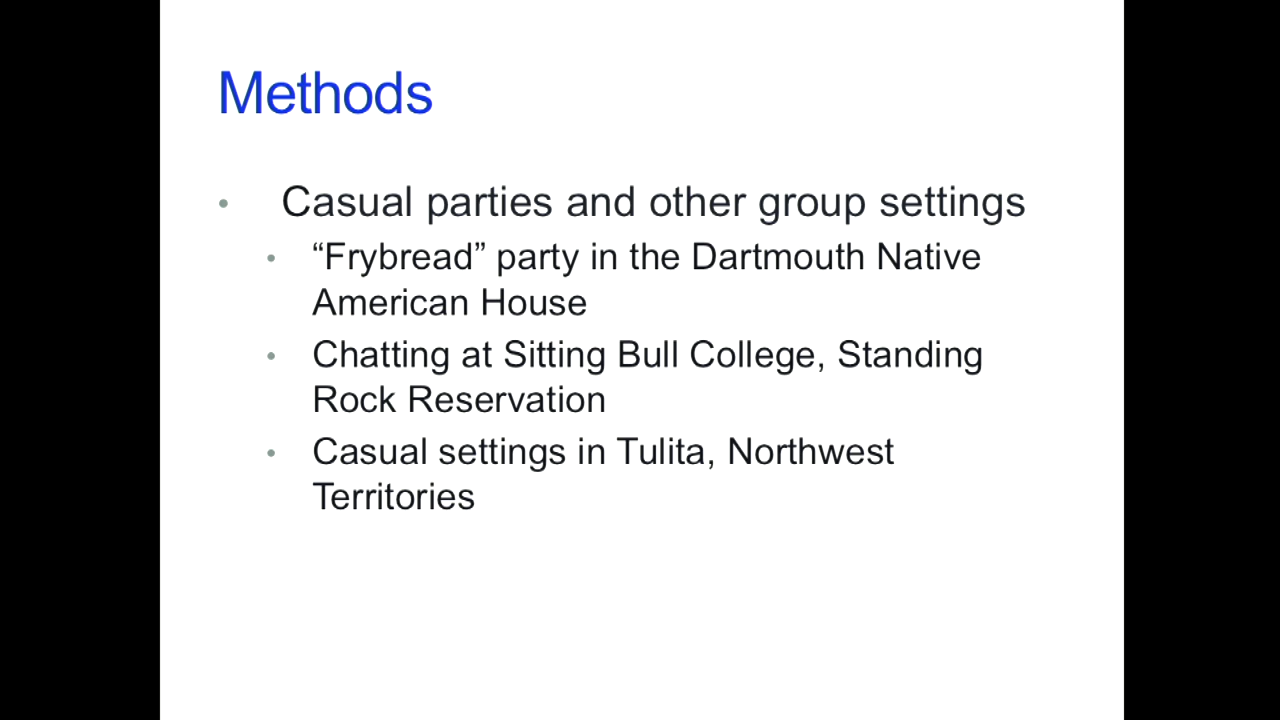 Methods
• Casual parties and other group settings
• “Frybread” party in the Dartmouth Native
American House
• Chatting at Sitting Bull College, Standing
Rock Reservation
• Casual settings in Tulita, Northwest
Territories